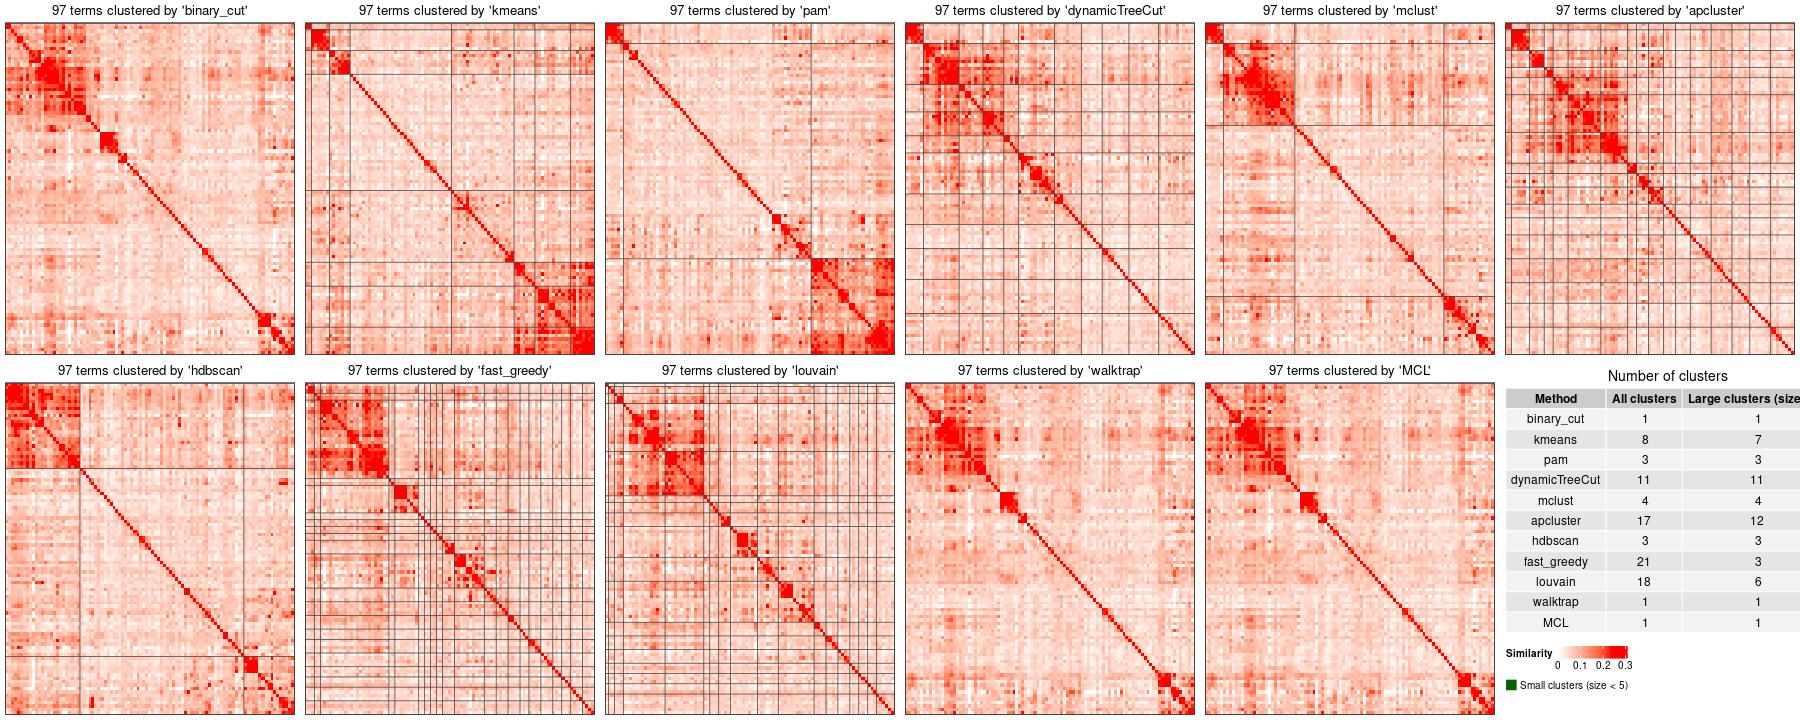 97 terms clustered by 'binary_cut'
97 terms clustered by 'kmeans'
97 terms clustered by 'pam'
97 terms clustered by 'dynamicTreeCut'
97 terms clustered by 'mclust'
97 terms clustered by 'apcluster'
97 terms clustered by 'hdbscan'
97 terms clustered by 'fast_greedy'
97 terms clustered by 'louvain'
97 terms clustered by 'walktrap'
97 terms clustered by 'MCL'
Number of clusters
Method All clusters Large clusters (size
binary_cut 1 1
kmeans 8 7
pam 3 3
dynamicTreeCut 11 11
mclust 4 4
apcluster 17 12
hdbscan 3 3
fast_greedy 21 3
louvain 18 6
walktrap 1 1
MCL 1 1
Similarity
0 0.1 0.2 0.3
Small clusters (size < 5)